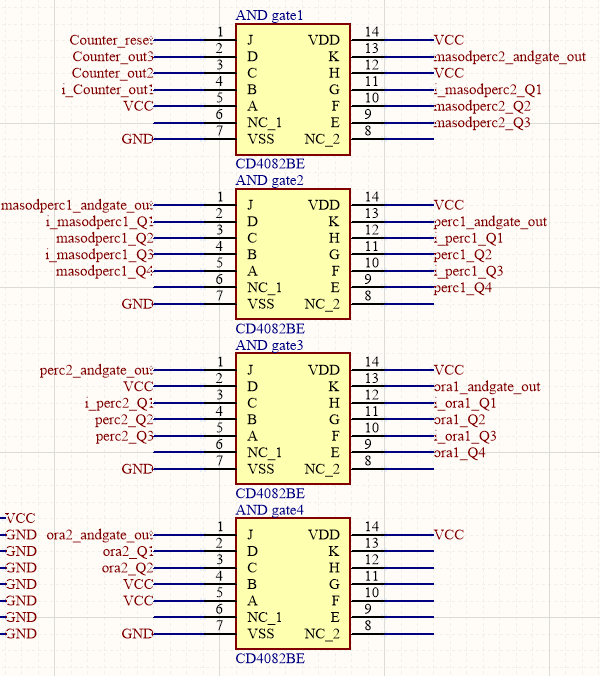 AND gate1
Counter_reset 1 J VDD 14 VCC
Counter_out3 2 D K 13 masodperc2_andgate_out
Counter_out2 3 C H 12 VCC
i_Counter_out1 4 B G 11 i_masodperc2_Q1
VCC 5 A F 10 masodperc2_Q2
6 NC_1 E 9 masodperc2_Q3
GND 7 VSS NC_2 8
CD4082BE
AND gate2
masodperc1_andgate_out 1 J VDD 14 VCC
i_masodperc1_Q1 2 D K 13 perc1_andgate_out
masodperc1_Q2 3 C H 12 i_perc1_Q1
i_masodperc1_Q3 4 B G 11 perc1_Q2
masodperc1_Q4 5 A F 10 i_perc1_Q3
6 NC_1 E 9 perc1_Q4
GND 7 VSS NC_2 8
CD4082BE
AND gate3
perc2_andgate_out 1 J VDD 14 VCC
VCC 2 D K 13 ora1_andgate_out
i_perc2_Q1 3 C H 12 i_ora1_Q1
perc2_Q2 4 B G 11 ora1_Q2
perc2_Q3 5 A F 10 i_ora1_Q3
6 NC_1 E 9 ora1_Q4
GND 7 VSS NC_2 8
CD4082BE
AND gate4
VCC
GND ora2_andgate_out 1 J VDD 14 VCC
GND ora2_Q1 2 D K 13
GND ora2_Q2 3 C H 12
GND VCC 4 B G 11
GND VCC 5 A F 10
GND 6 NC_1 E 9
GND GND 7 VSS NC_2 8
CD4082BE